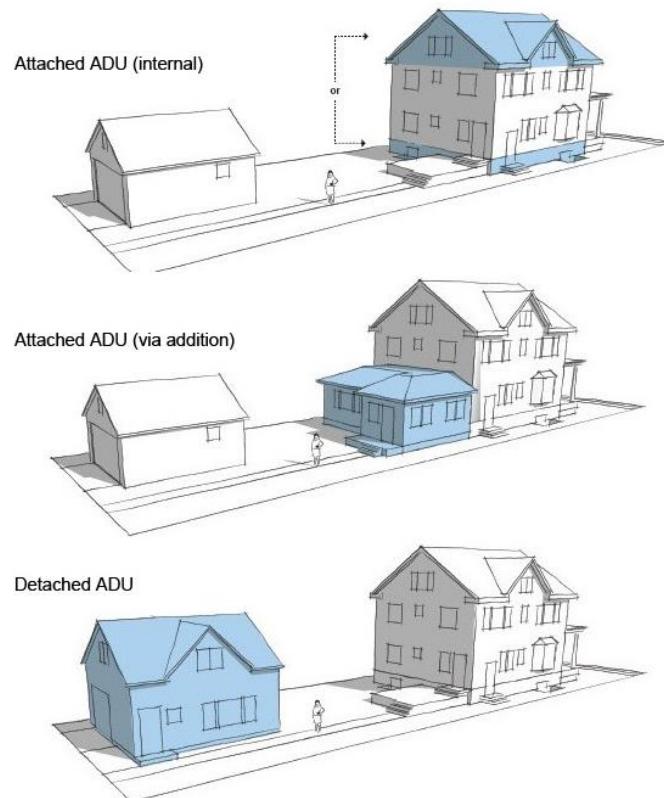 Attached ADU (internal)
or
Attached ADU (via addition)
Detached ADU